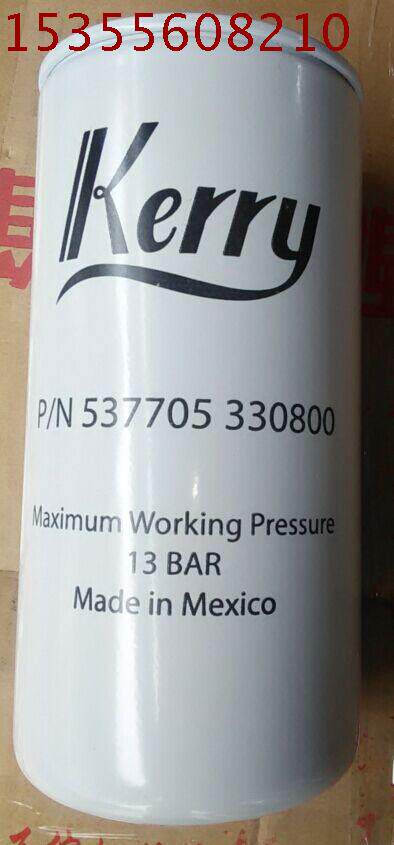 15355608210
Kerry
P/N 537705 330800
Maximum Working Pressure
13 BAR
Made in Mexico